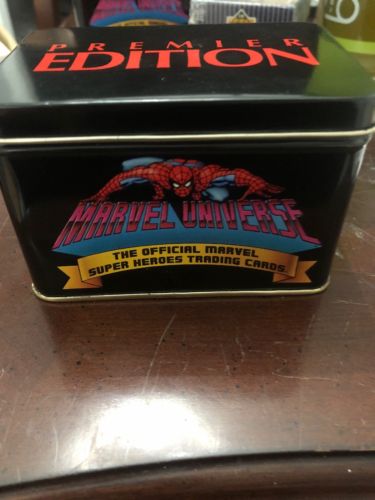 PREMIER
EDITION
MARVEL UNIVERSE
THE OFFICIAL MARVEL
SUPER HEROES TRADING CARDS